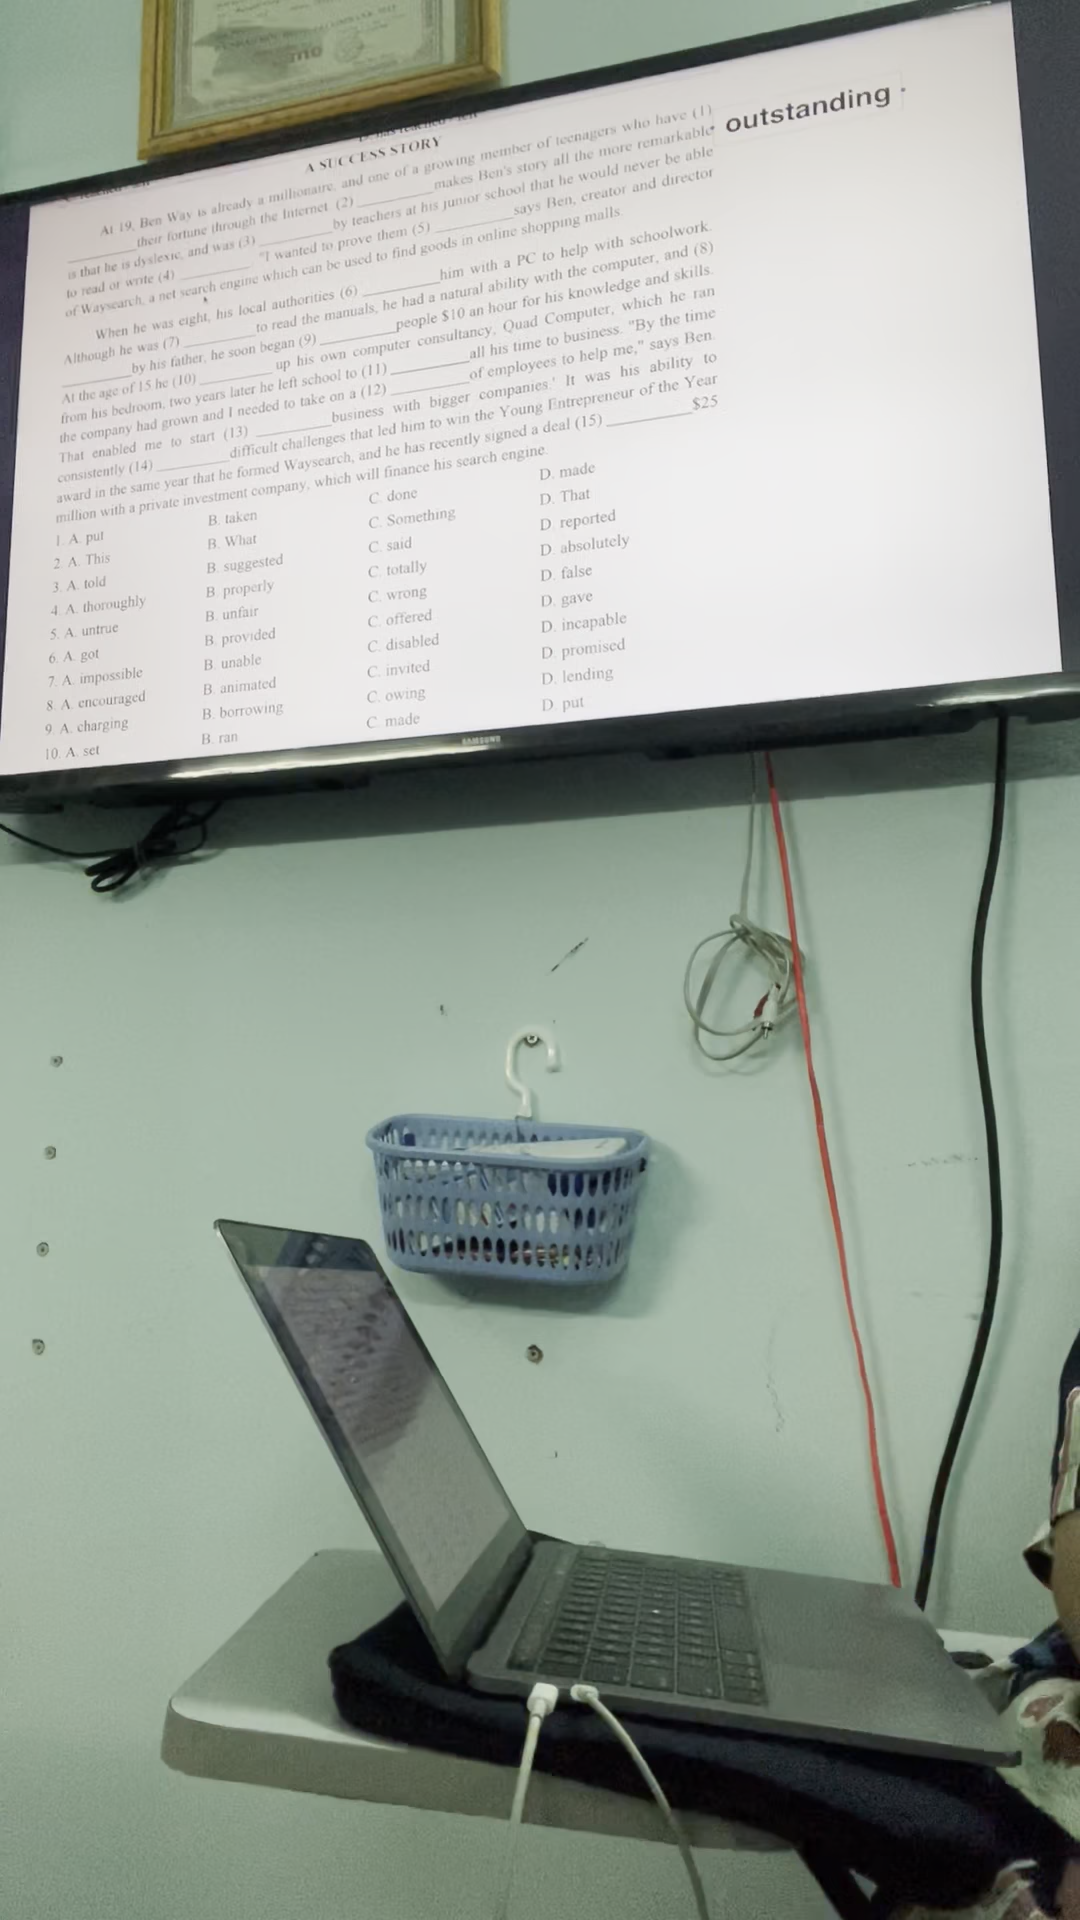 A SUCCESS STORY
outstanding
At 19, Ben Way is already a millionaire, and one of a growing member of teenagers who have (1)
________ their fortune through the Internet. (2) ________ makes Ben's story all the more remarkable
is that he is dyslexic, and was (3) ________ by teachers at his junior school that he would never be able
to read or write (4) ________. "I wanted to prove them (5) ________ says Ben, creator and director
of Waysearch, a net search engine which can be used to find goods in online shopping malls.
When he was eight, his local authorities (6) ________ him with a PC to help with schoolwork.
Although he was (7) ________ to read the manuals, he had a natural ability with the computer, and (8)
________ by his father, he soon began (9) ________ people $10 an hour for his knowledge and skills.
At the age of 15 he (10) ________ up his own computer consultancy, Quad Computer, which he ran
from his bedroom, two years later he left school to (11) ________ all his time to business. "By the time
the company had grown and I needed to take on a (12) ________ of employees to help me," says Ben.
That enabled me to start (13) ________ business with bigger companies.' It was his ability to
consistently (14) ________ difficult challenges that led him to win the Young Entrepreneur of the Year
award in the same year that he formed Waysearch, and he has recently signed a deal (15) ________ $25
million with a private investment company, which will finance his search engine.
1. A. put B. taken C. done D. made
2. A. This B. What C. Something D. That
3. A. told B. suggested C. said D. reported
4. A. thoroughly B. properly C. totally D. absolutely
5. A. untrue B. unfair C. wrong D. false
6. A. got B. provided C. offered D. gave
7. A. impossible B. unable C. disabled D. incapable
8. A. encouraged B. animated C. invited D. promised
9. A. charging B. borrowing C. owing D. lending
10. A. set B. ran C. made D. put
SAMSUNG